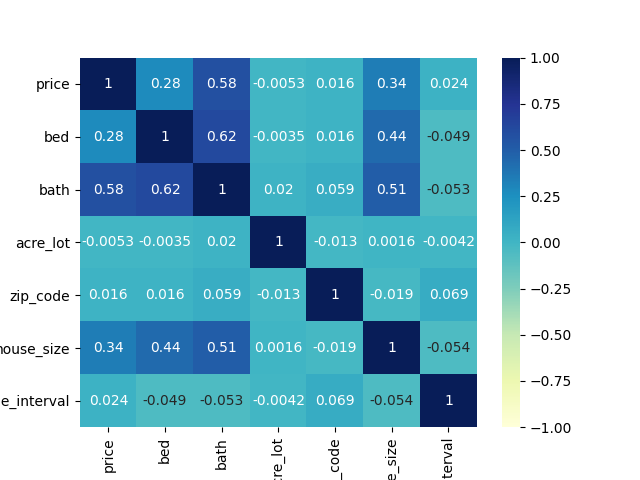 price 1 0.28 0.58 -0.0053 0.016 0.34 0.024
bed 0.28 1 0.62 -0.0035 0.016 0.44 -0.049
bath 0.58 0.62 1 0.02 0.059 0.51 -0.053
acre_lot -0.0053 -0.0035 0.02 1 -0.013 0.0016 -0.0042
zip_code 0.016 0.016 0.059 -0.013 1 -0.019 0.069
house_size 0.34 0.44 0.51 0.0016 -0.019 1 -0.054
e_interval 0.024 -0.049 -0.053 -0.0042 0.069 -0.054 1
price
bed
bath
cre_lot
_code
e_size
terval
1.00
0.75
0.50
0.25
0.00
−0.25
−0.50
−0.75
−1.00